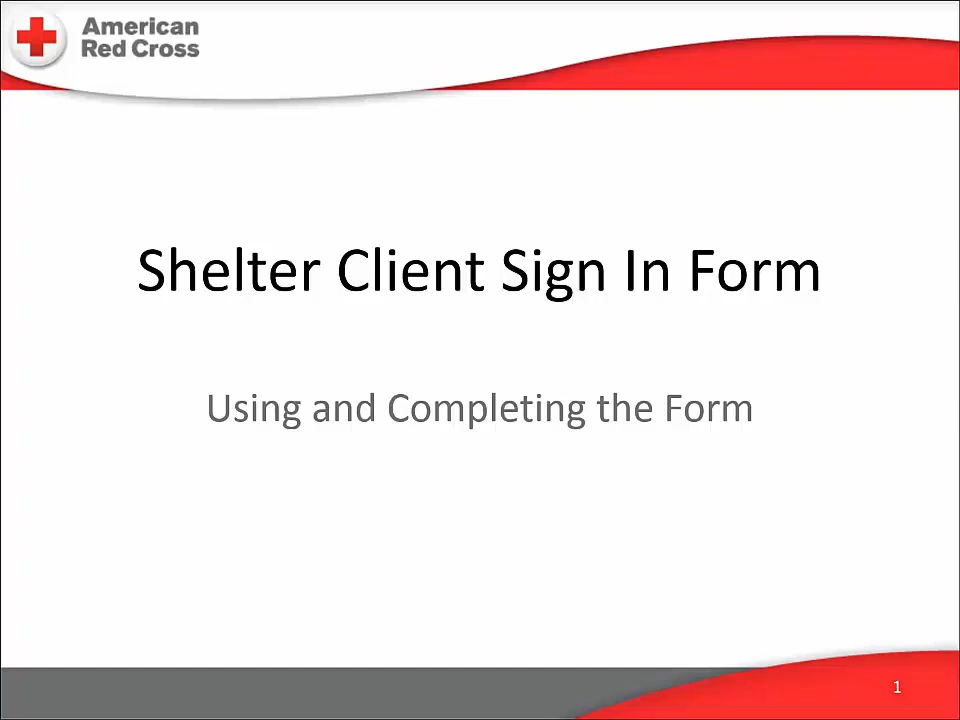 American
Red Cross
Shelter Client Sign In Form
Using and Completing the Form
1